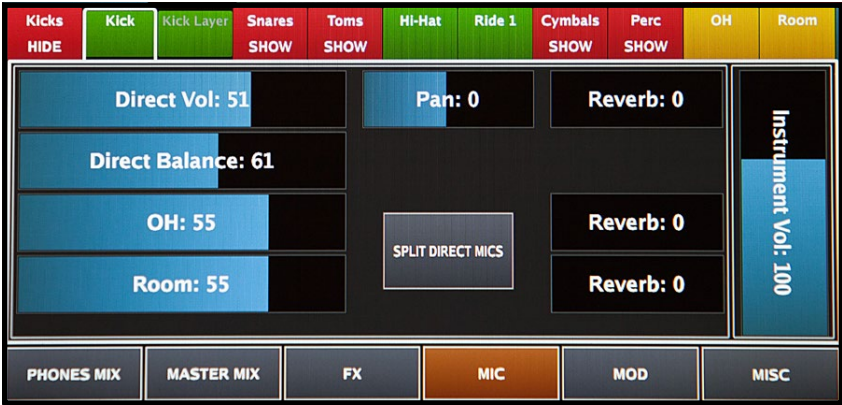 Kicks
HIDE
Kick
Kick Layer
Snares
SHOW
Toms
SHOW
Hi-Hat
Ride 1
Cymbals
SHOW
Perc
SHOW
OH
Room
Direct Vol: 51
Pan: 0
Reverb: 0
Direct Balance: 61
OH: 55
Reverb: 0
SPLIT DIRECT MICS
Room: 55
Reverb: 0
Instrument Vol: 100
PHONES MIX
MASTER MIX
FX
MIC
MOD
MISC